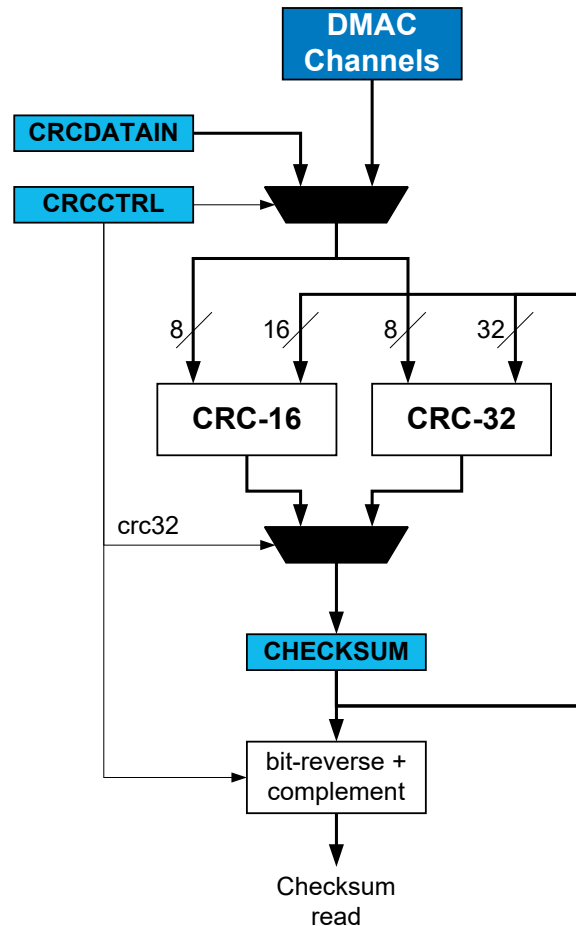 DMAC
Channels
CRCDATAIN
CRCCTRL
8
16
8
32
CRC-16
CRC-32
crc32
CHECKSUM
bit-reverse +
complement
Checksum
read